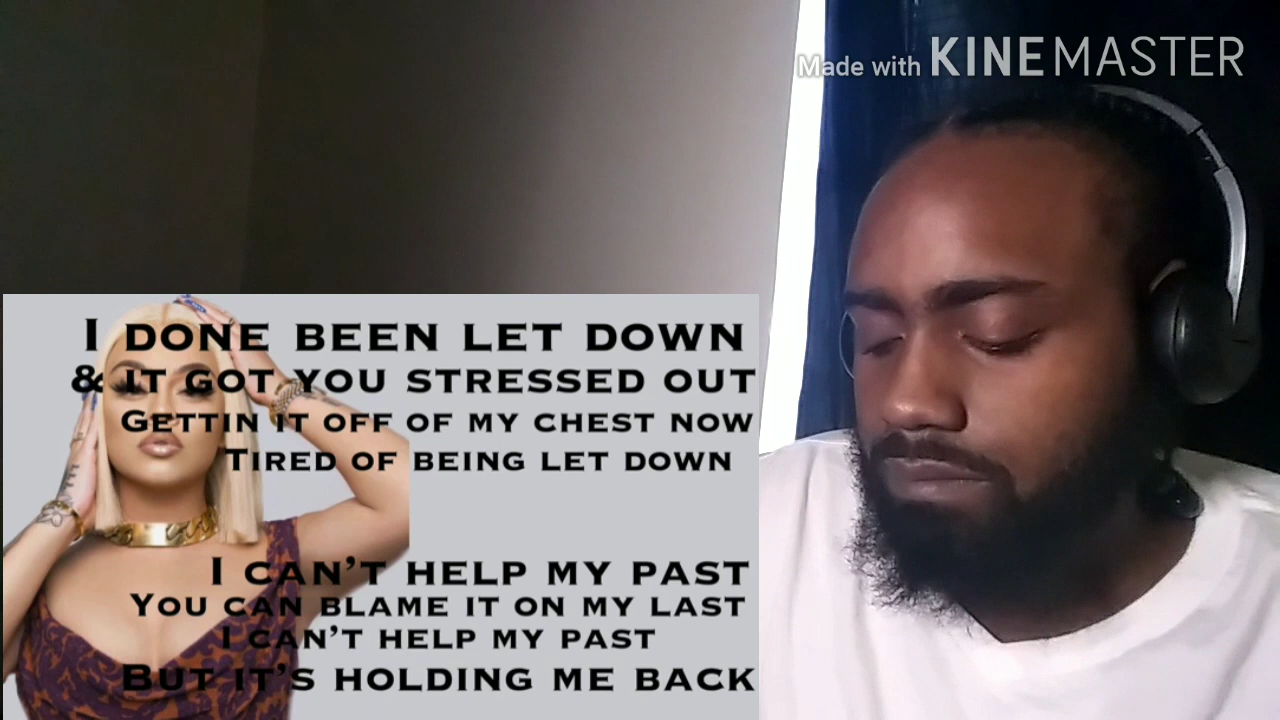 Made with KINEMASTER
I DONE BEEN LET DOWN
& IT GOT YOU STRESSED OUT
GETTIN IT OFF OF MY CHEST NOW
TIRED OF BEING LET DOWN
I CAN'T HELP MY PAST
YOU CAN BLAME IT ON MY LAST
I CAN'T HELP MY PAST
BUT IT'S HOLDING ME BACK